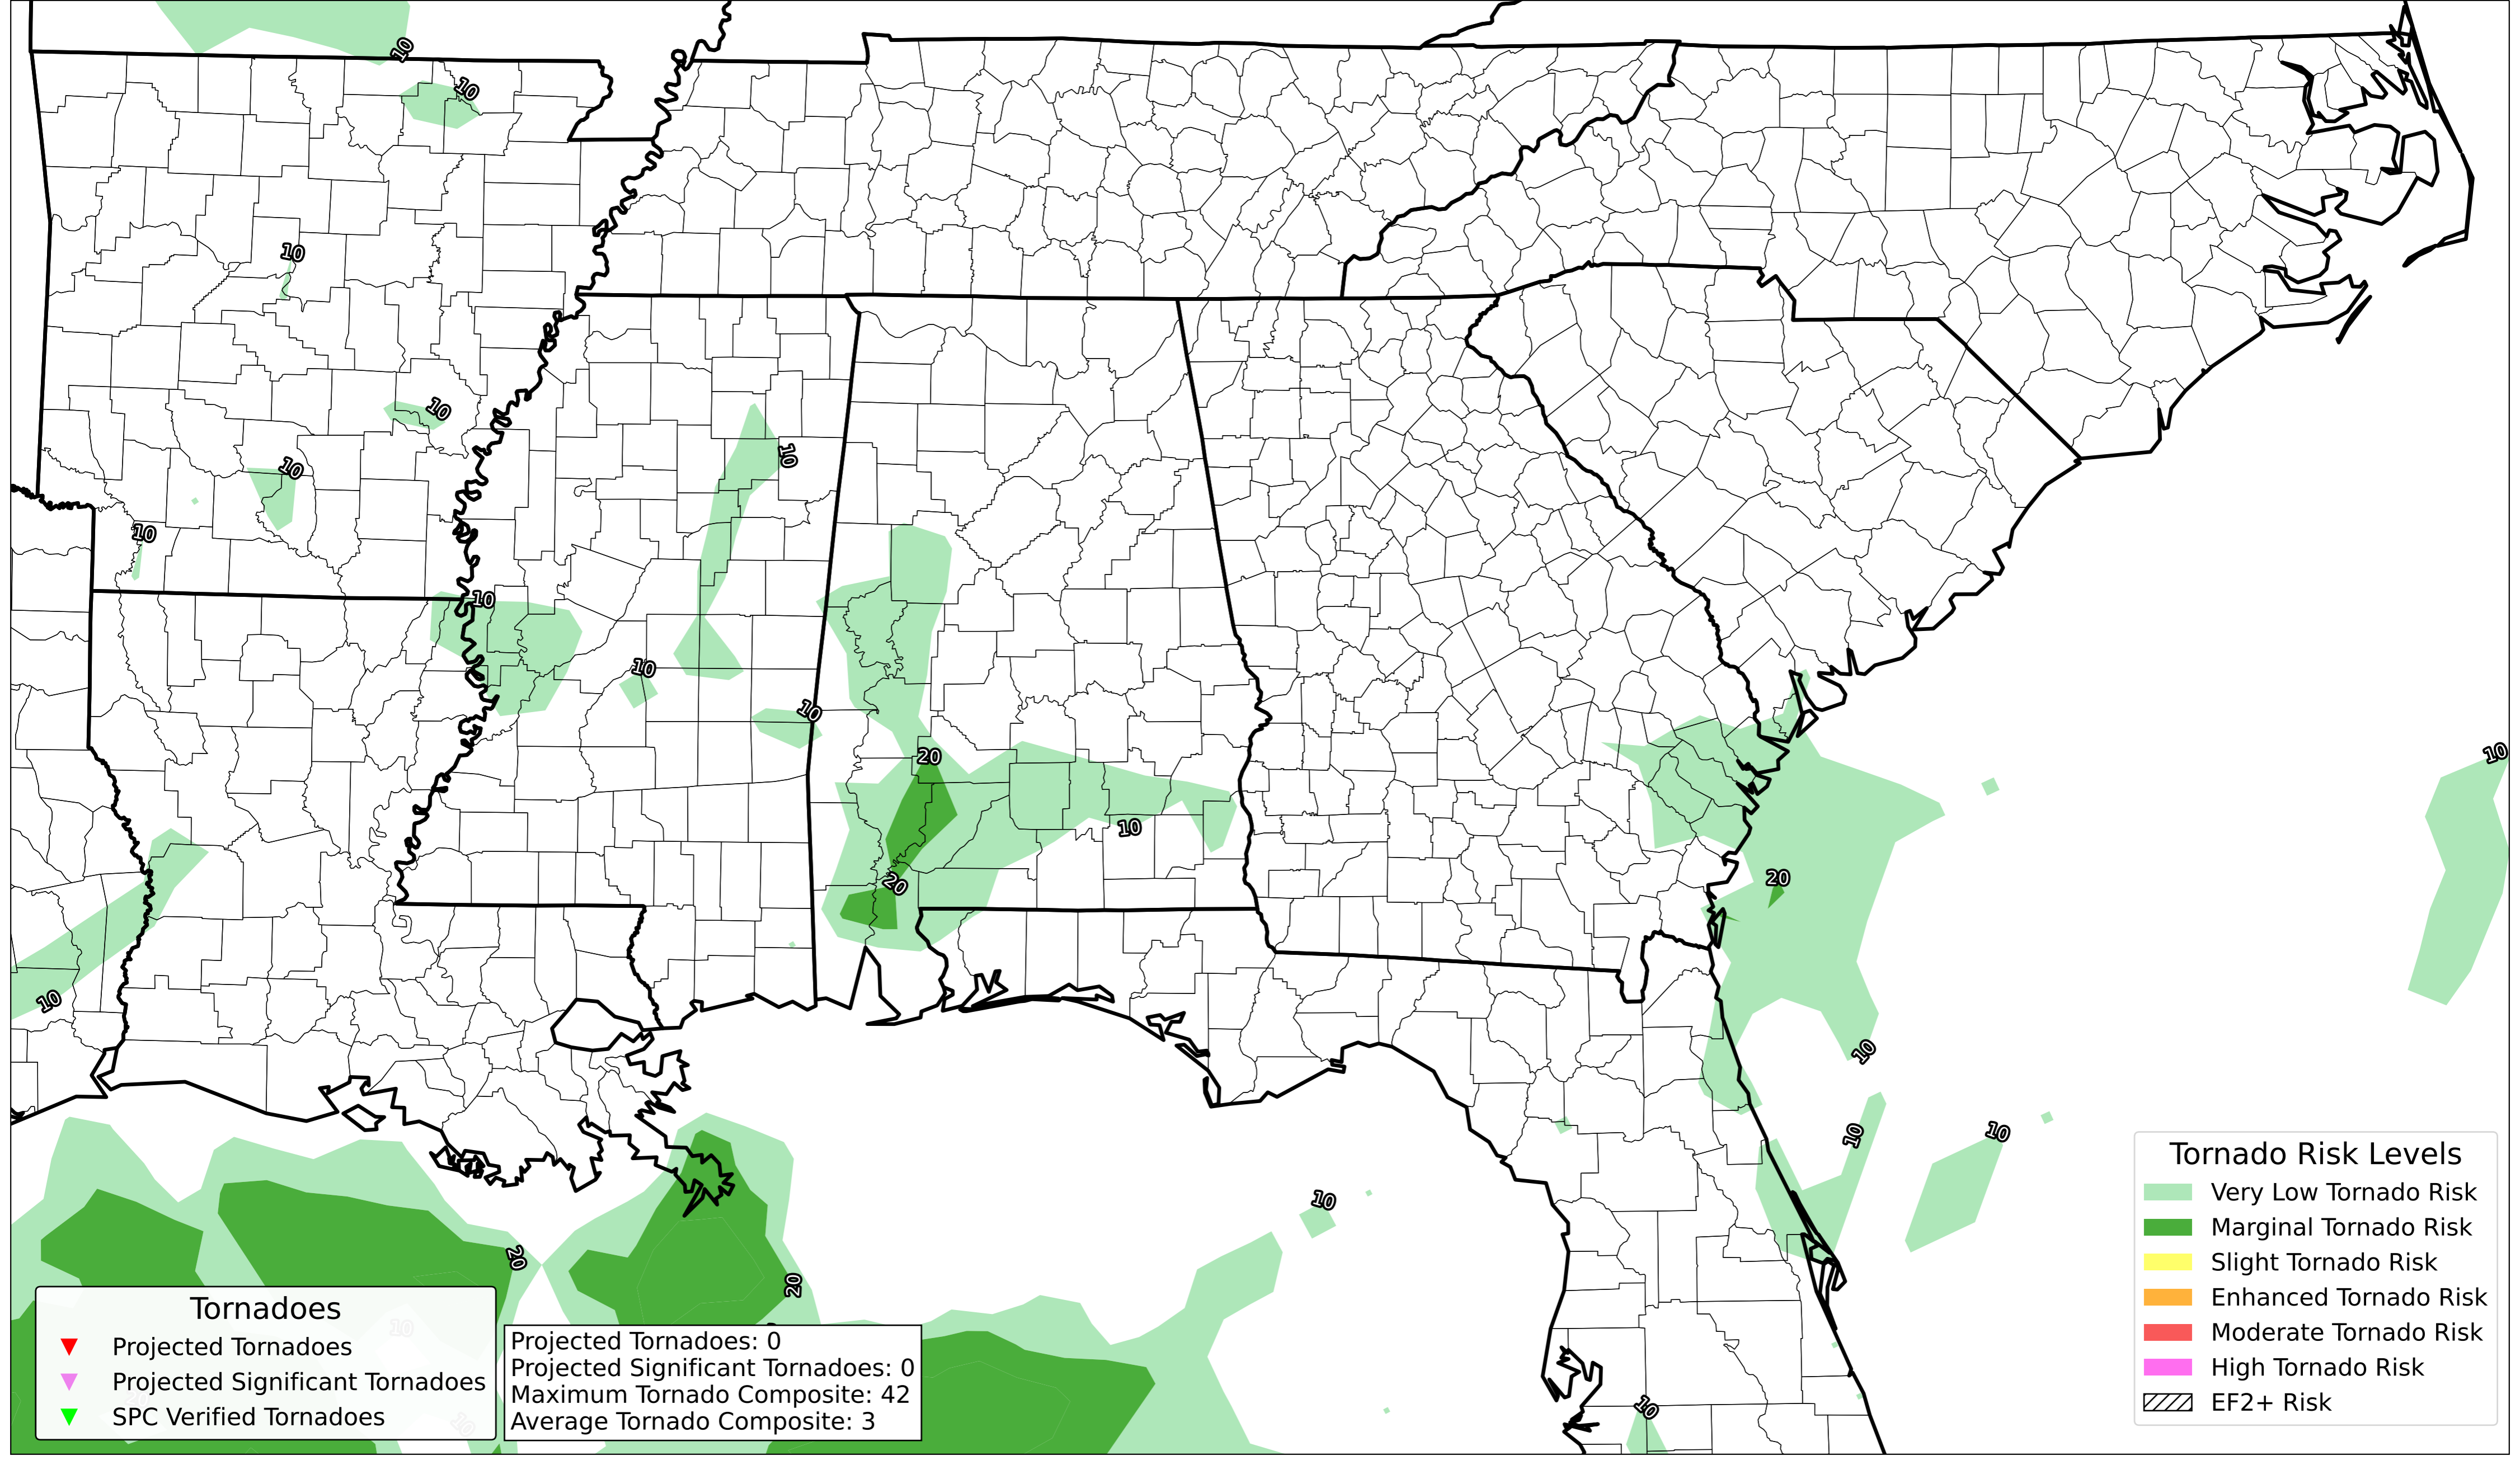 10
10
10
10
10
10
10
10
10
10
10
20
10
20
20
10
10
10
10
10
10
20
20
10
10
10
Tornadoes
Projected Tornadoes
Projected Significant Tornadoes
SPC Verified Tornadoes
Projected Tornadoes: 0
Projected Significant Tornadoes: 0
Maximum Tornado Composite: 42
Average Tornado Composite: 3
Tornado Risk Levels
Very Low Tornado Risk
Marginal Tornado Risk
Slight Tornado Risk
Enhanced Tornado Risk
Moderate Tornado Risk
High Tornado Risk
EF2+ Risk